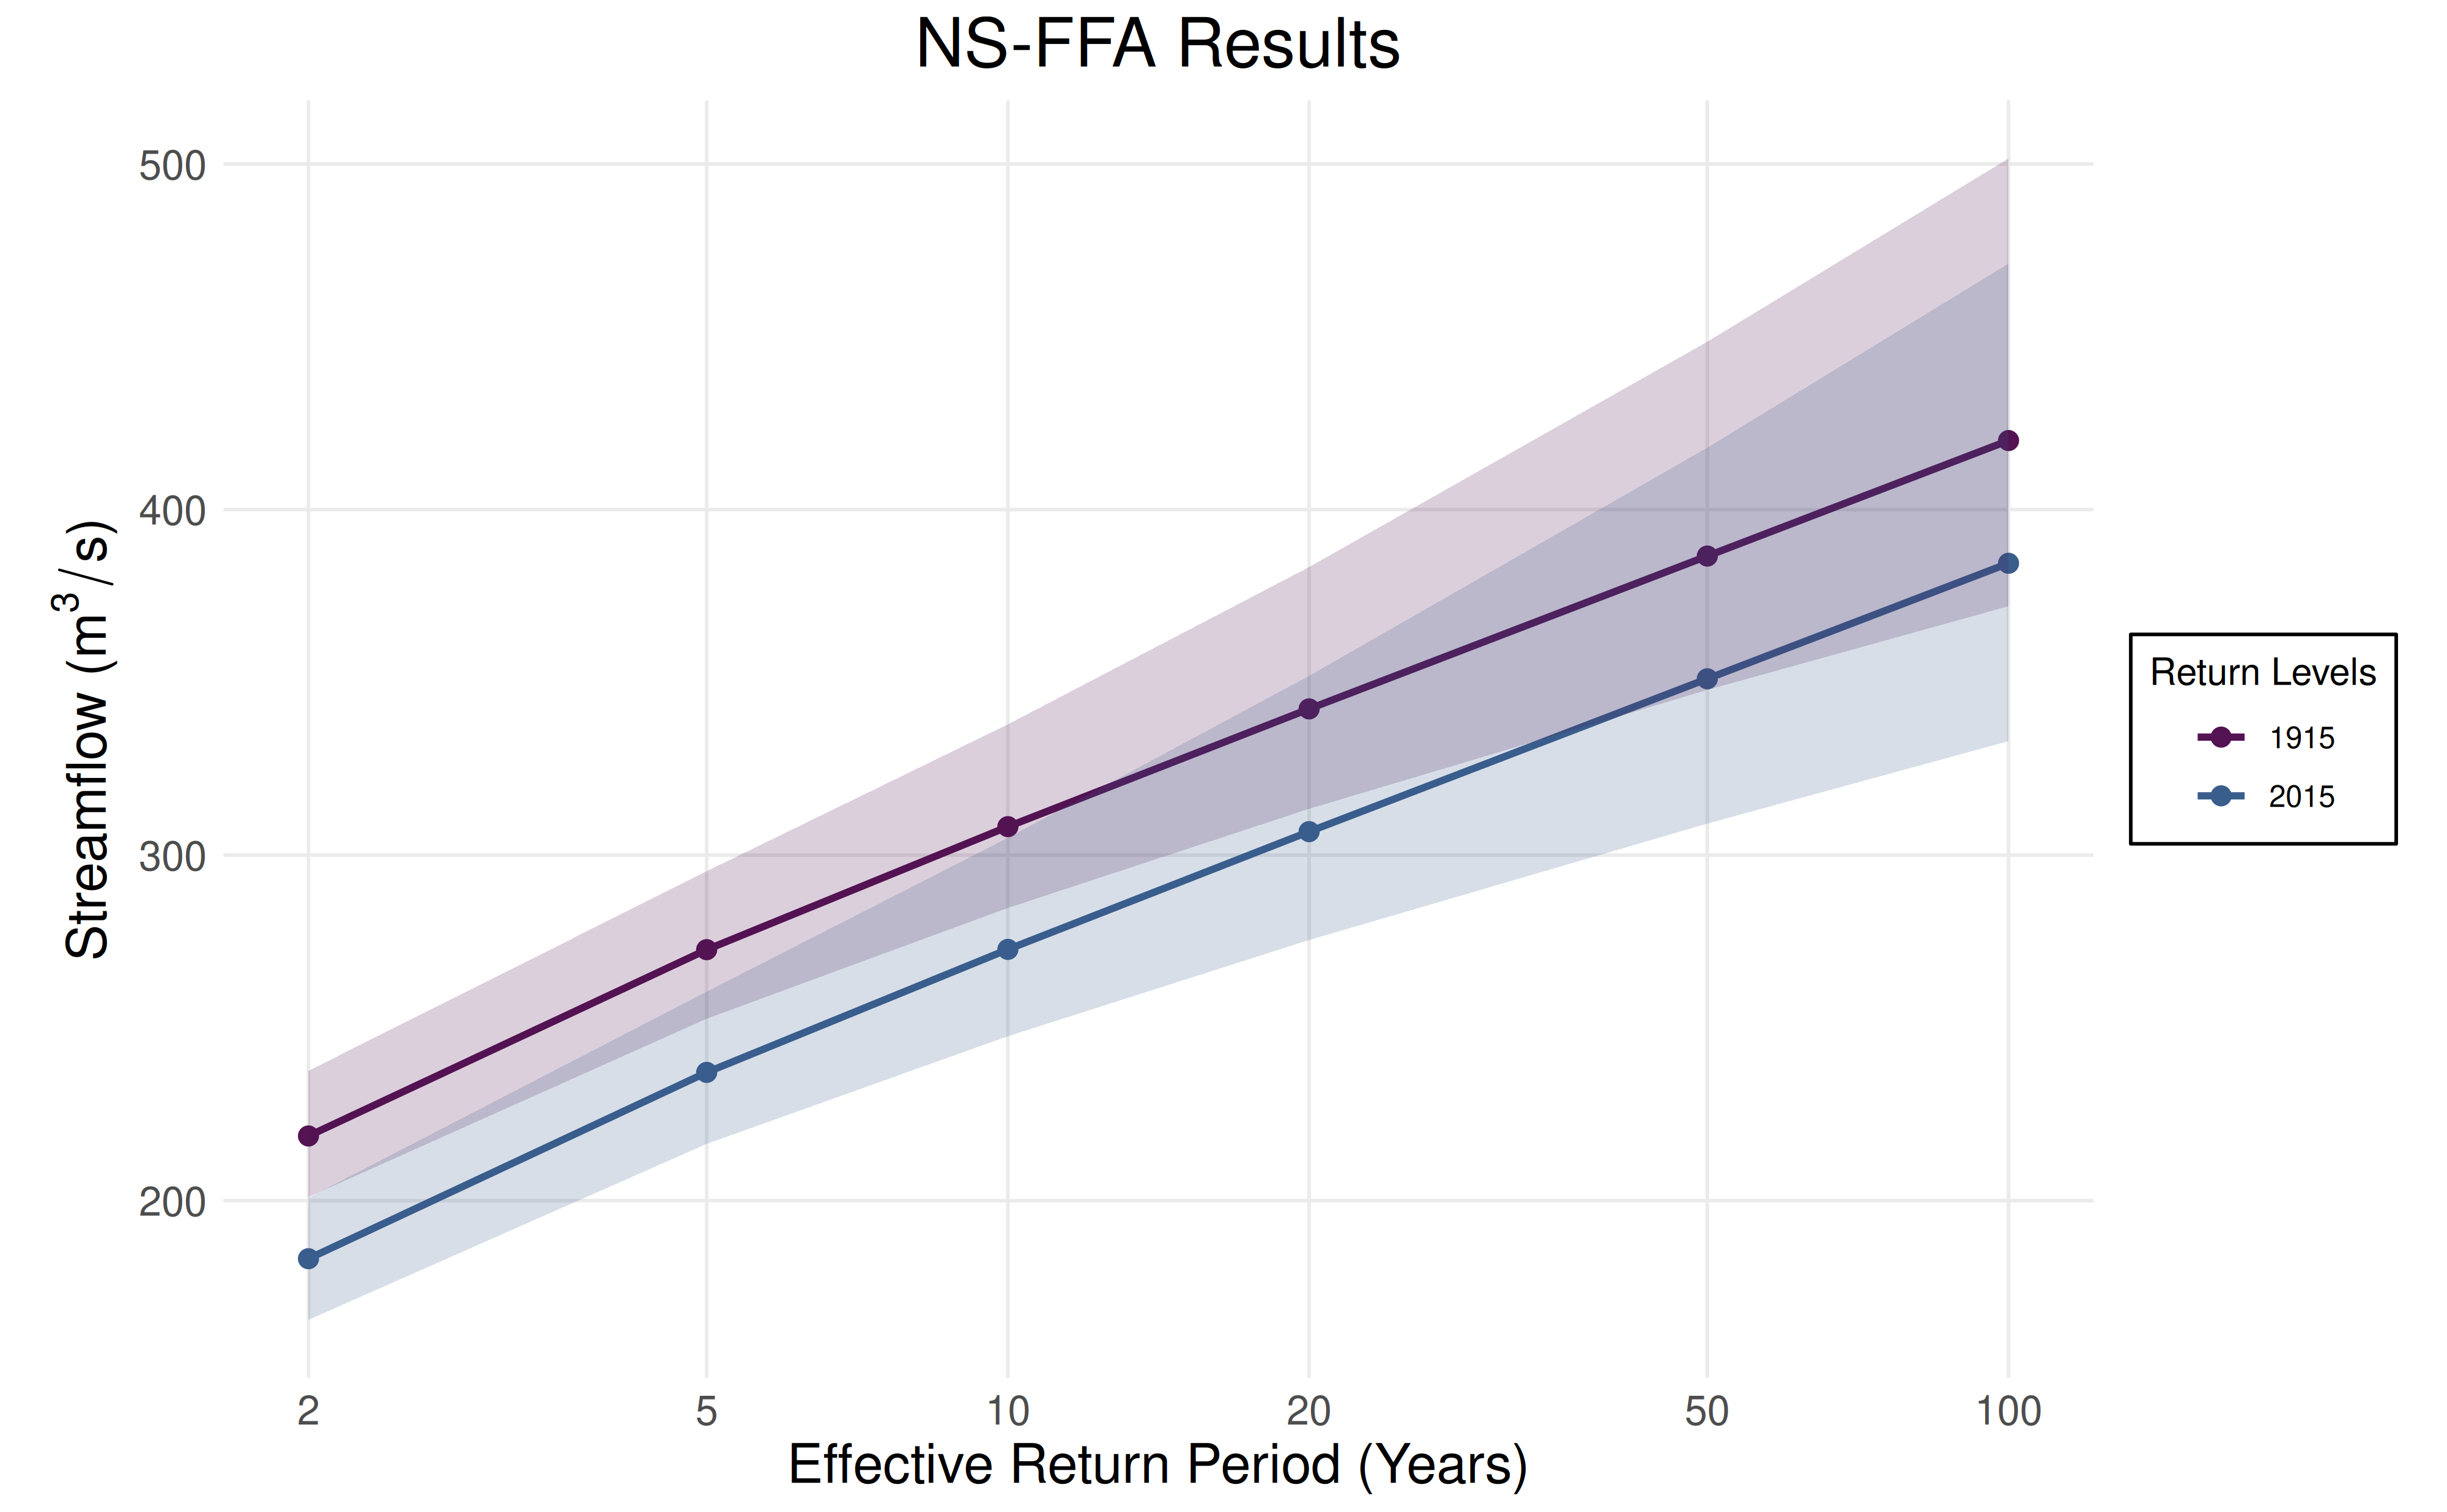 NS-FFA Results
500
400
300
200
Streamflow (m³/s)
2 5 10 20 50 100
Effective Return Period (Years)
Return Levels
1915
2015